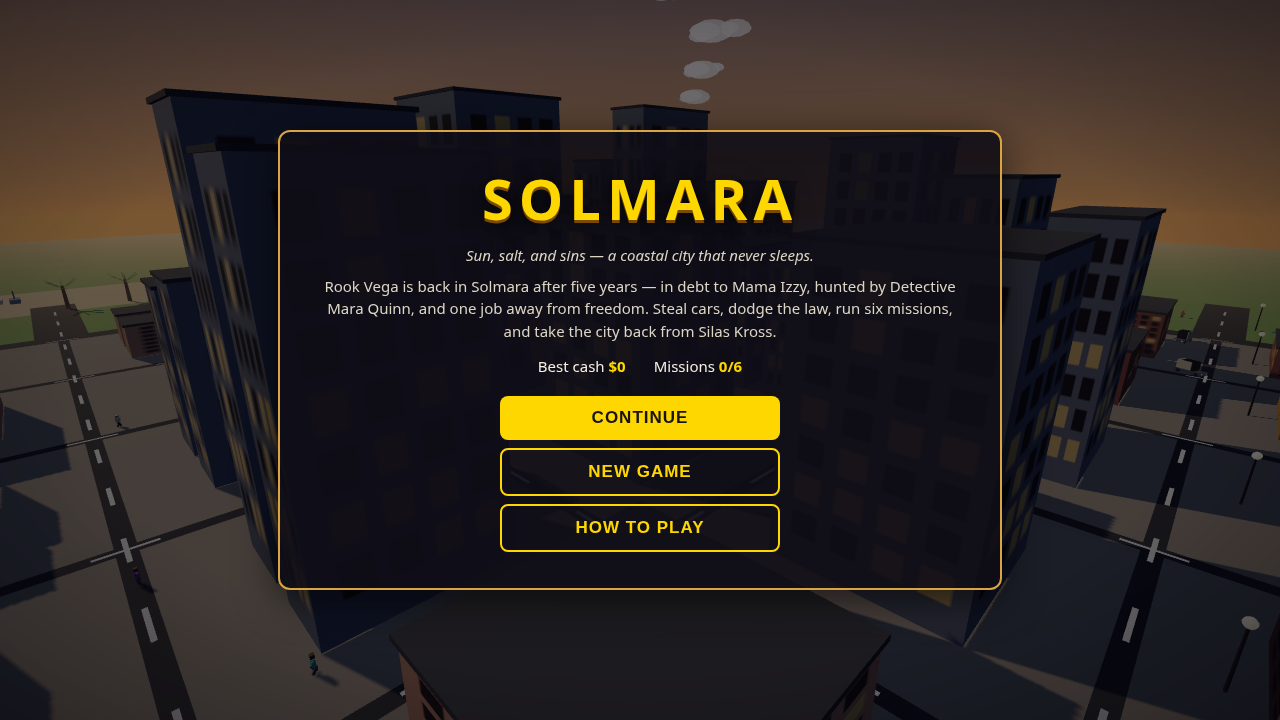 SOLMARA
Sun, salt, and sins — a coastal city that never sleeps.
Rook Vega is back in Solmara after five years — in debt to Mama Izzy, hunted by Detective
Mara Quinn, and one job away from freedom. Steal cars, dodge the law, run six missions,
and take the city back from Silas Kross.
Best cash $0 Missions 0/6
CONTINUE
NEW GAME
HOW TO PLAY